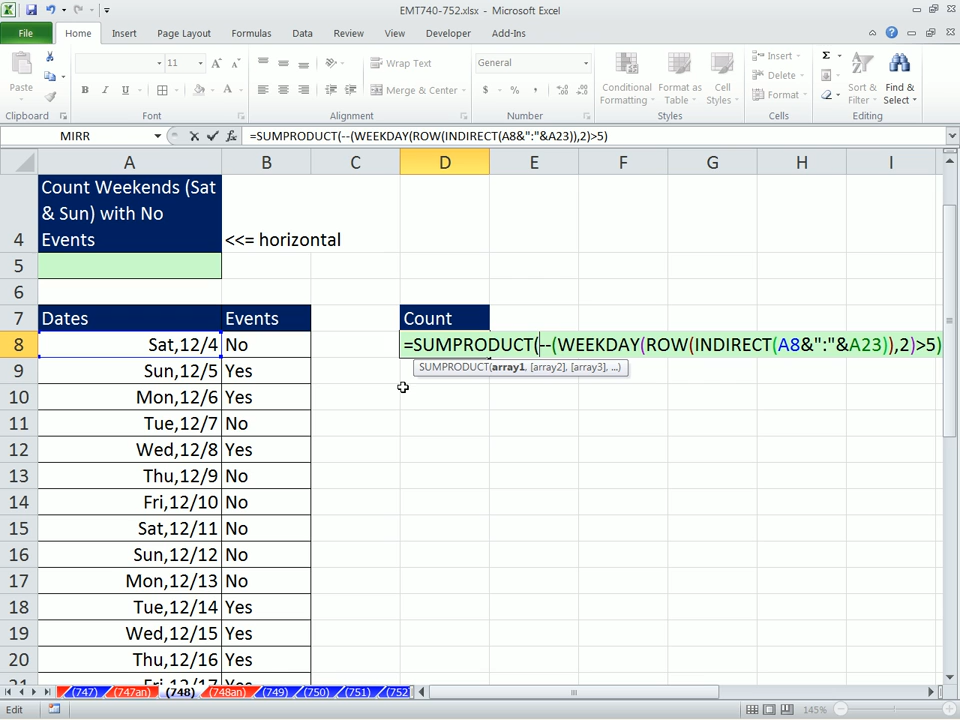 EMT740-752.xlsx - Microsoft Excel
File Home Insert Page Layout Formulas Data Review View Developer Add-Ins
Paste
Clipboard
11
B I U
Font
Wrap Text
Merge & Center
Alignment
General
$ % ,
Number
Conditional Formatting
Format as Table
Cell Styles
Styles
Insert
Delete
Format
Cells
Σ
Sort & Filter
Find & Select
Editing
MIRR
fx
=SUMPRODUCT(--(WEEKDAY(ROW(INDIRECT(A8&":"&A23)),2)>5)
A B C D E F G H I
Count Weekends (Sat
& Sun) with No
4 Events <<= horizontal
5
6
7 Dates Events Count
8 Sat,12/4 No =SUMPRODUCT(--(WEEKDAY(ROW(INDIRECT(A8&":"&A23)),2)>5)
SUMPRODUCT(array1, [array2], [array3], ...)
9 Sun,12/5 Yes
10 Mon,12/6 Yes
11 Tue,12/7 No
12 Wed,12/8 Yes
13 Thu,12/9 No
14 Fri,12/10 No
15 Sat,12/11 No
16 Sun,12/12 No
17 Mon,12/13 No
18 Tue,12/14 Yes
19 Wed,12/15 Yes
20 Thu,12/16 Yes
21 Fri,12/17 No
(747) (747an) (748) (748an) (749) (750) (751) (752
Edit 145%